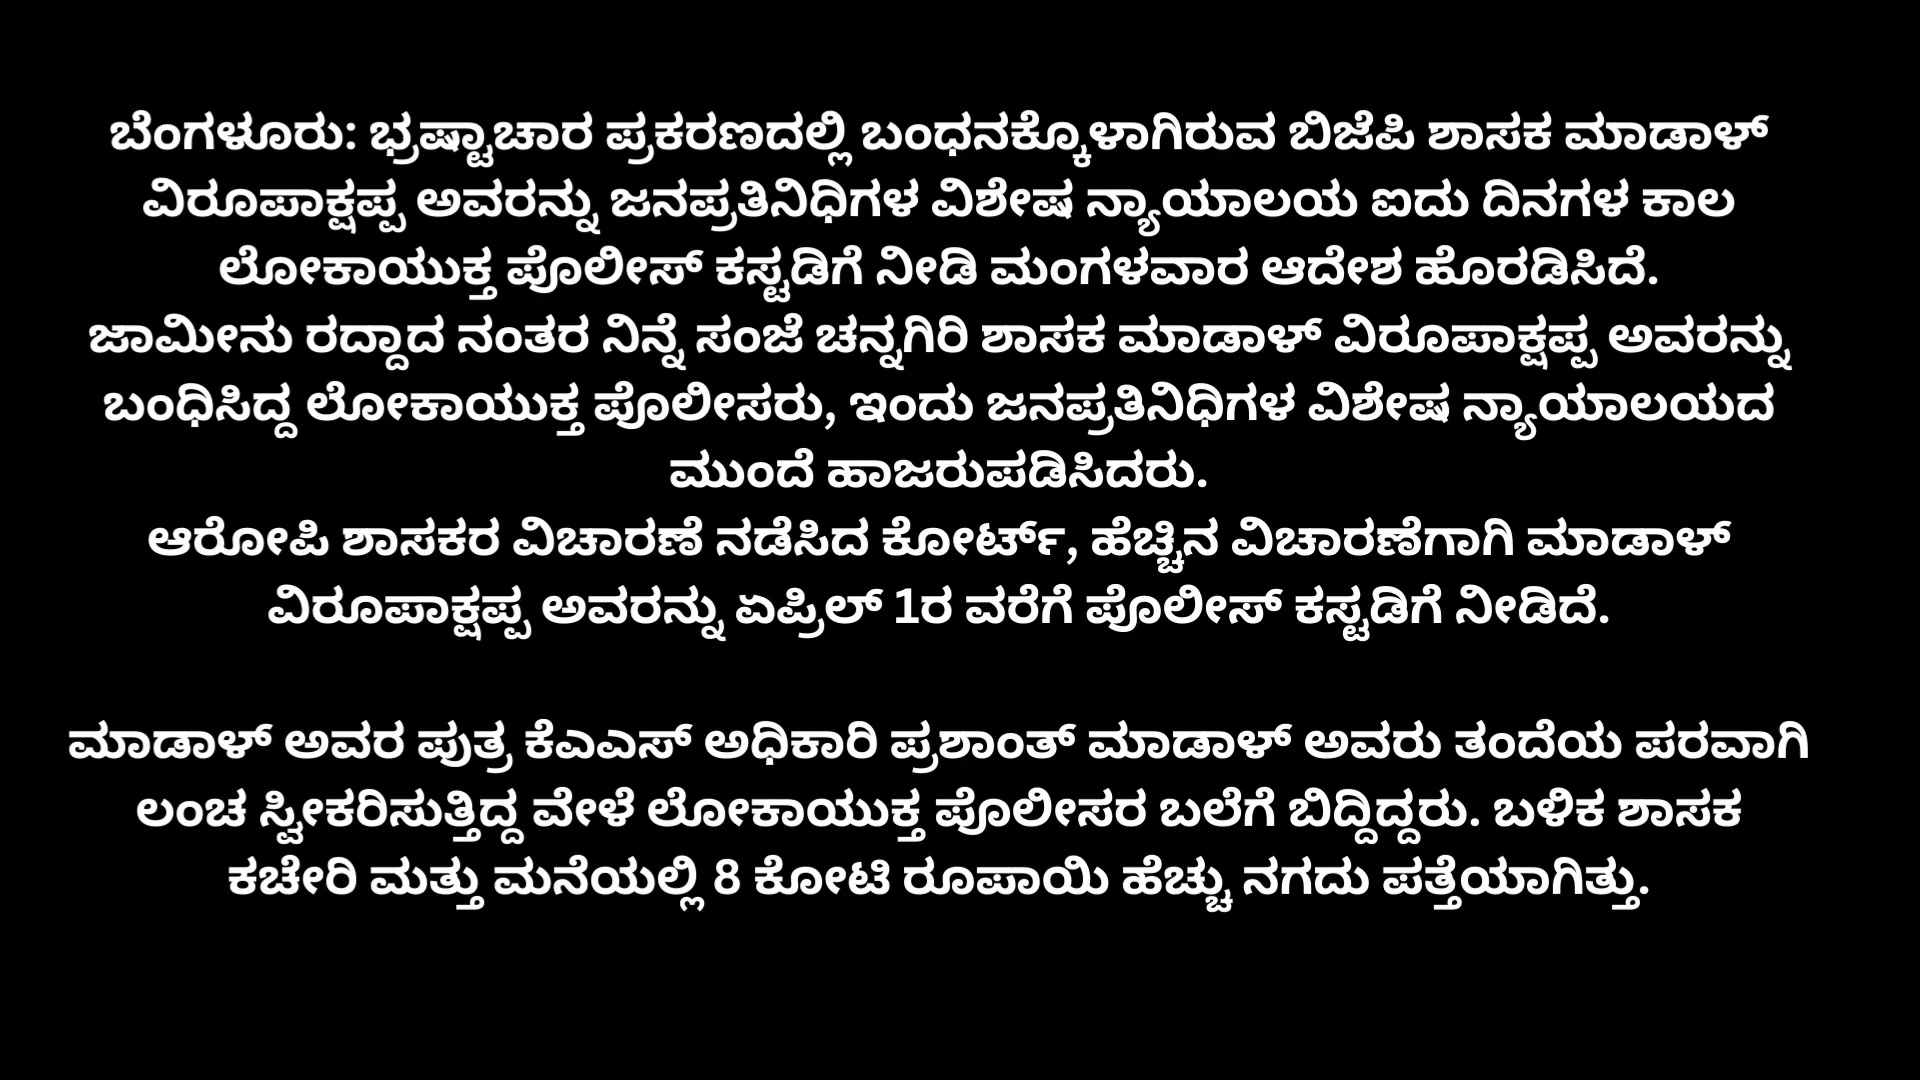 ಬೆಂಗಳೂರು: ಭ್ರಷ್ಟಾಚಾರ ಪ್ರಕರಣದಲ್ಲಿ ಬಂಧನಕ್ಕೊಳಾಗಿರುವ ಬಿಜೆಪಿ ಶಾಸಕ ಮಾಡಾಳ್
ವಿರೂಪಾಕ್ಷಪ್ಪ ಅವರನ್ನು ಜನಪ್ರತಿನಿಧಿಗಳ ವಿಶೇಷ ನ್ಯಾಯಾಲಯ ಐದು ದಿನಗಳ ಕಾಲ
ಲೋಕಾಯುಕ್ತ ಪೊಲೀಸ್ ಕಸ್ಟಡಿಗೆ ನೀಡಿ ಮಂಗಳವಾರ ಆದೇಶ ಹೊರಡಿಸಿದೆ.
ಜಾಮೀನು ರದ್ದಾದ ನಂತರ ನಿನ್ನೆ ಸಂಜೆ ಚನ್ನಗಿರಿ ಶಾಸಕ ಮಾಡಾಳ್ ವಿರೂಪಾಕ್ಷಪ್ಪ ಅವರನ್ನು
ಬಂಧಿಸಿದ್ದ ಲೋಕಾಯುಕ್ತ ಪೊಲೀಸರು, ಇಂದು ಜನಪ್ರತಿನಿಧಿಗಳ ವಿಶೇಷ ನ್ಯಾಯಾಲಯದ
ಮುಂದೆ ಹಾಜರುಪಡಿಸಿದರು.
ಆರೋಪಿ ಶಾಸಕರ ವಿಚಾರಣೆ ನಡೆಸಿದ ಕೋರ್ಟ್, ಹೆಚ್ಚಿನ ವಿಚಾರಣೆಗಾಗಿ ಮಾಡಾಳ್
ವಿರೂಪಾಕ್ಷಪ್ಪ ಅವರನ್ನು ಏಪ್ರಿಲ್ 1ರ ವರೆಗೆ ಪೊಲೀಸ್ ಕಸ್ಟಡಿಗೆ ನೀಡಿದೆ.
ಮಾಡಾಳ್ ಅವರ ಪುತ್ರ ಕೆಎಎಸ್ ಅಧಿಕಾರಿ ಪ್ರಶಾಂತ್ ಮಾಡಾಳ್ ಅವರು ತಂದೆಯ ಪರವಾಗಿ
ಲಂಚ ಸ್ವೀಕರಿಸುತ್ತಿದ್ದ ವೇಳೆ ಲೋಕಾಯುಕ್ತ ಪೊಲೀಸರ ಬಲೆಗೆ ಬಿದ್ದಿದ್ದರು. ಬಳಿಕ ಶಾಸಕ
ಕಚೇರಿ ಮತ್ತು ಮನೆಯಲ್ಲಿ 8 ಕೋಟಿ ರೂಪಾಯಿ ಹೆಚ್ಚು ನಗದು ಪತ್ತೆಯಾಗಿತ್ತು.